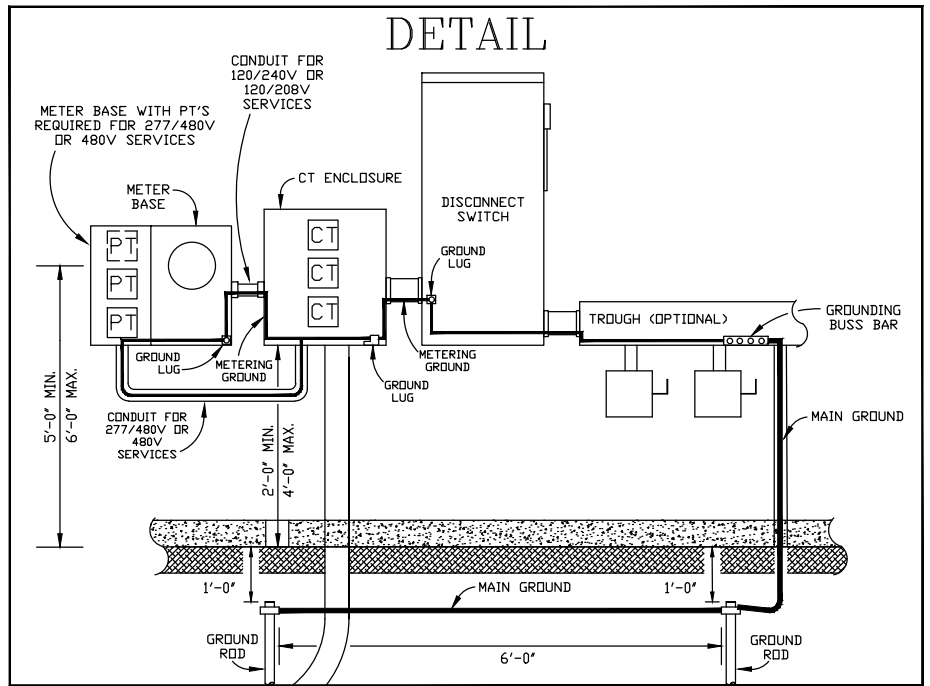 DETAIL
CONDUIT FOR
120/240V OR
120/208V
SERVICES
METER BASE WITH PT'S
REQUIRED FOR 277/480V
OR 480V SERVICES
CT ENCLOSURE
METER
BASE
DISCONNECT
SWITCH
PT
PT
PT
CT
CT
CT
GROUND
LUG
TROUGH (OPTIONAL)
GROUNDING
BUSS BAR
GROUND
LUG
METERING
GROUND
METERING
GROUND
GROUND
LUG
CONDUIT FOR
277/480V OR
480V
SERVICES
MAIN GROUND
5'-0" MIN.
6'-0" MAX.
2'-0" MIN.
4'-0" MAX.
1'-0"
MAIN GROUND
1'-0"
GROUND
ROD
6'-0"
GROUND
ROD